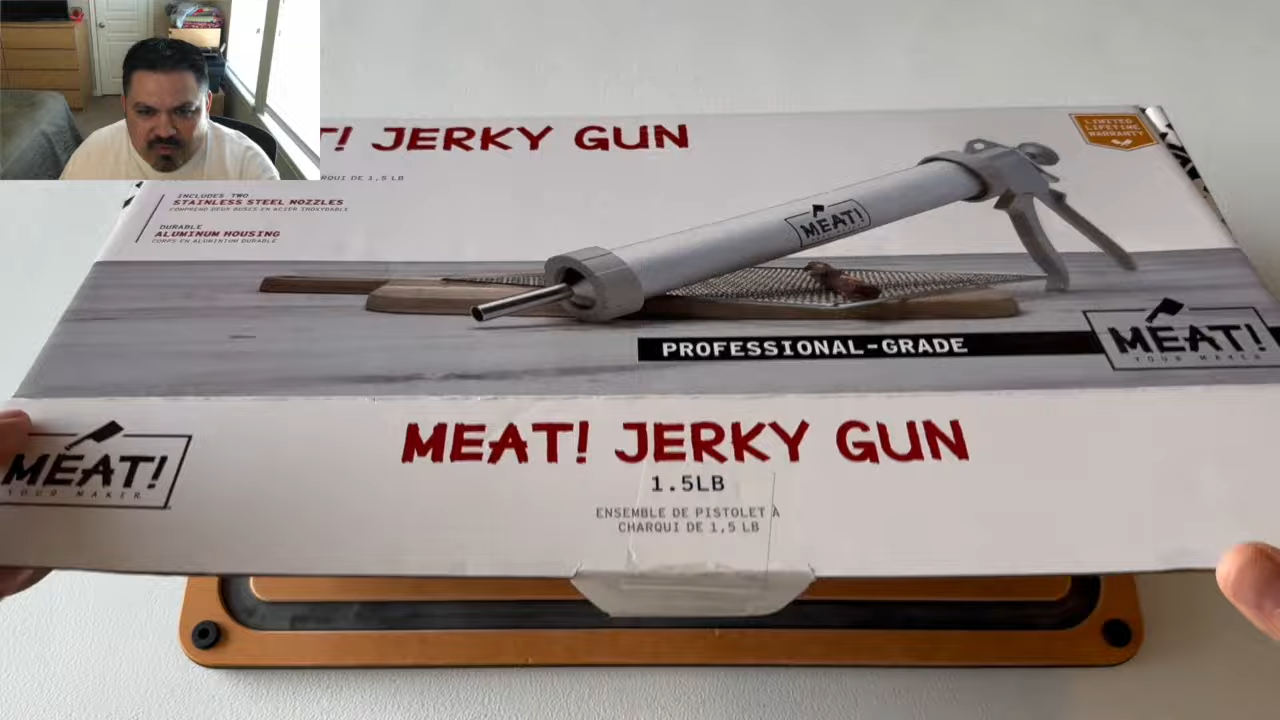 T! JERKY GUN
RQUI DE 1,5 LB
LIMITED
LIFETIME
WARRANTY
INCLUDES TWO
STAINLESS STEEL NOZZLES
COMPREND DEUX BUSES EN ACIER INOXYDABLE
DURABLE
ALUMINUM HOUSING
CORPS EN ALUMINIUM DURABLE
MEAT!
PROFESSIONAL-GRADE
MEAT!
YOUR MAKER
MEAT!
YOUR MAKER
MEAT! JERKY GUN
1.5LB
ENSEMBLE DE PISTOLET À
CHARQUI DE 1,5 LB